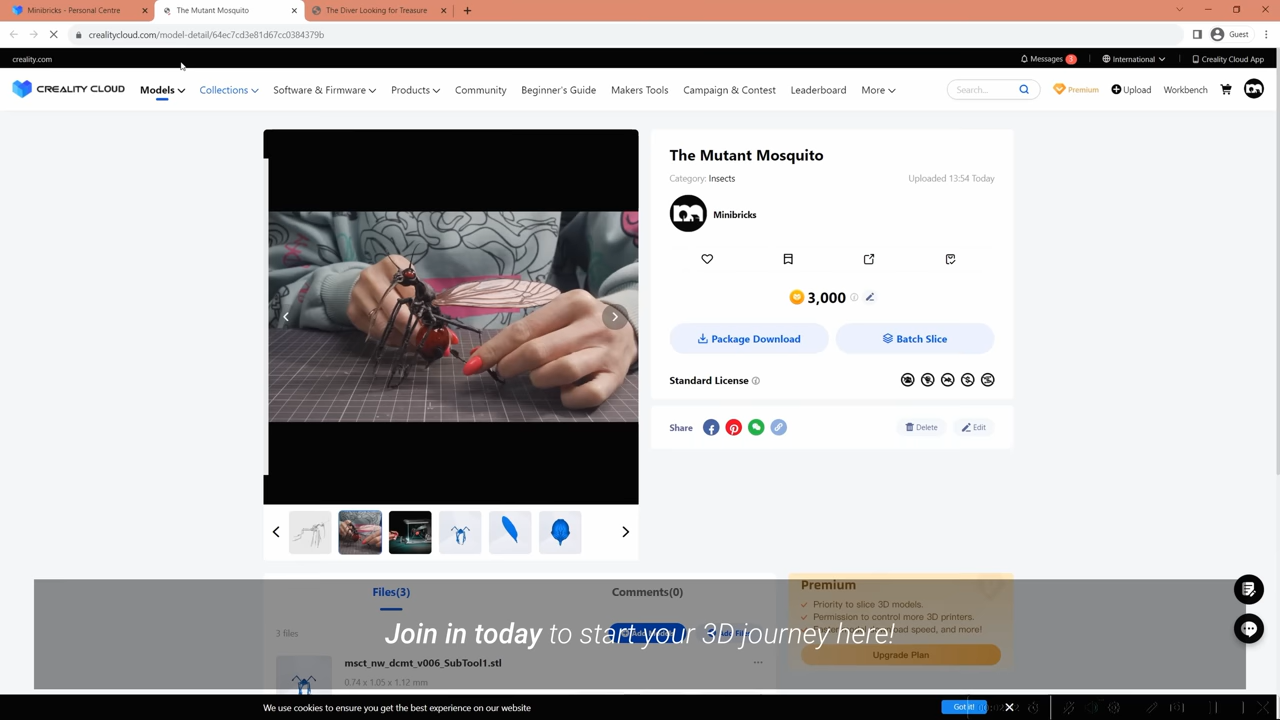 Minibricks - Personal Centre
The Mutant Mosquito
The Diver Looking for Treasure
crealitycloud.com/model-detail/64ec7cd3e81d67cc0384379b
Guest
creality.com
Messages 3
International
Creality Cloud App
CREALITY CLOUD
Models
Collections
Software & Firmware
Products
Community
Beginner's Guide
Makers Tools
Campaign & Contest
Leaderboard
More
Search...
Premium
Upload
Workbench
The Mutant Mosquito
Category: Insects
Uploaded 13:54 Today
Minibricks
3,000
Package Download
Batch Slice
Standard License
Share
Delete
Edit
Files(3)
Comments(0)
3 files
Premium
Priority to slice 3D models.
Permission to control more 3D printers.
Upgrade Plan
Join in today to start your 3D journey here!
msct_nw_dcmt_v006_SubTool1.stl
0.74 x 1.05 x 1.12 mm
We use cookies to ensure you get the best experience on our website
Got it!